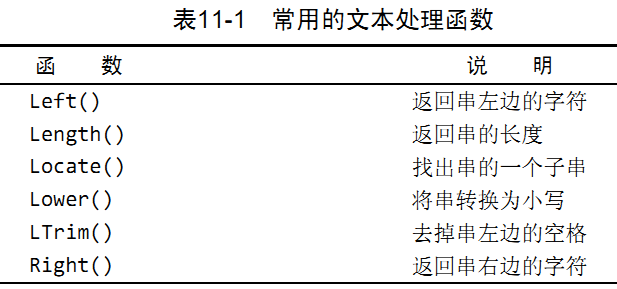 表11-1 常用的文本处理函数
函 数 说 明
Left() 返回串左边的字符
Length() 返回串的长度
Locate() 找出串的一个子串
Lower() 将串转换为小写
LTrim() 去掉串左边的空格
Right() 返回串右边的字符